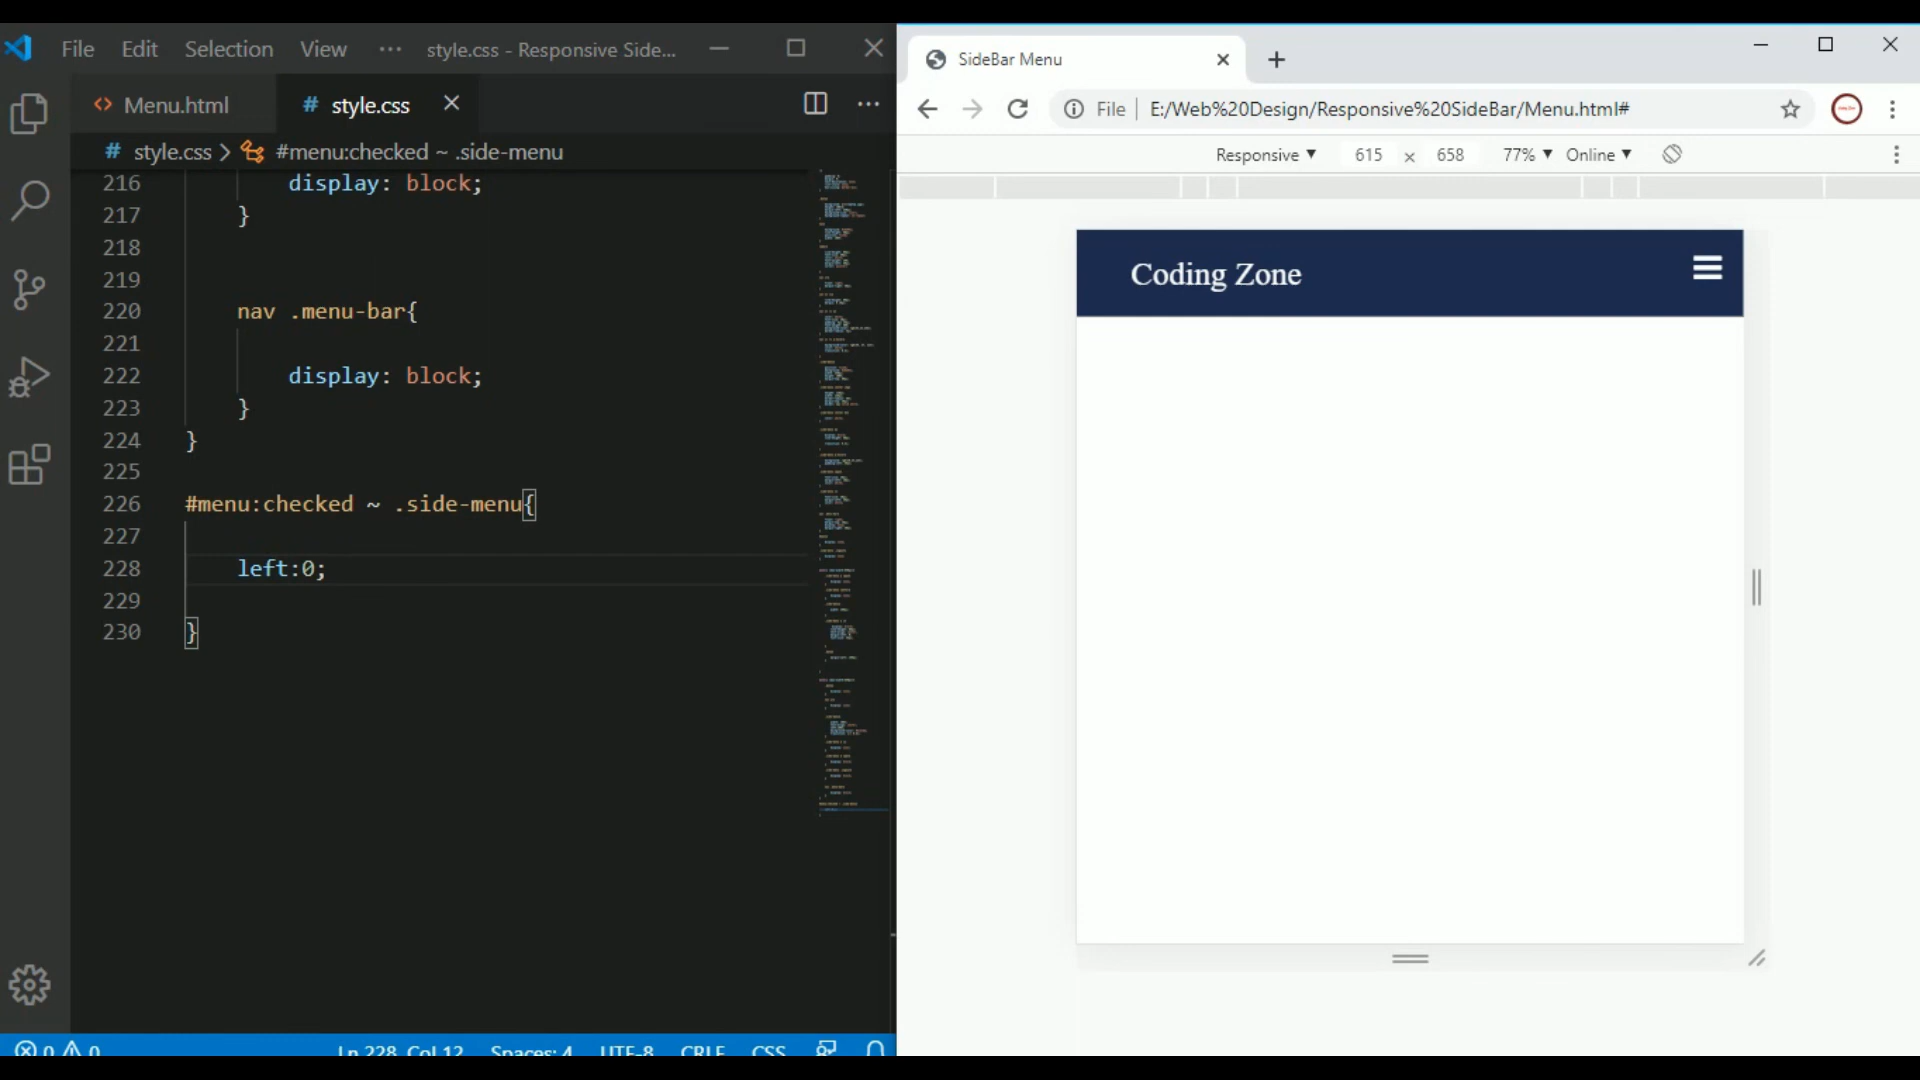 File Edit Selection View ··· style.css - Responsive Side...
Menu.html
# style.css
# style.css > #menu:checked ~ .side-menu
216 display: block;
217 }
218
219
220 nav .menu-bar{
221
222 display: block;
223 }
224 }
225
226 #menu:checked ~ .side-menu{
227
228 left:0;
229
230 }
0 0 Ln 228, Col 12 Spaces: 4 UTF-8 CRLF CSS
SideBar Menu
File | E:/Web%20Design/Responsive%20SideBar/Menu.html#
Responsive 615 x 658 77% Online
Coding Zone